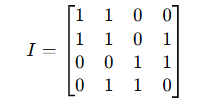 I = [1 1 0 0
1 1 0 1
0 0 1 1
0 1 1 0]